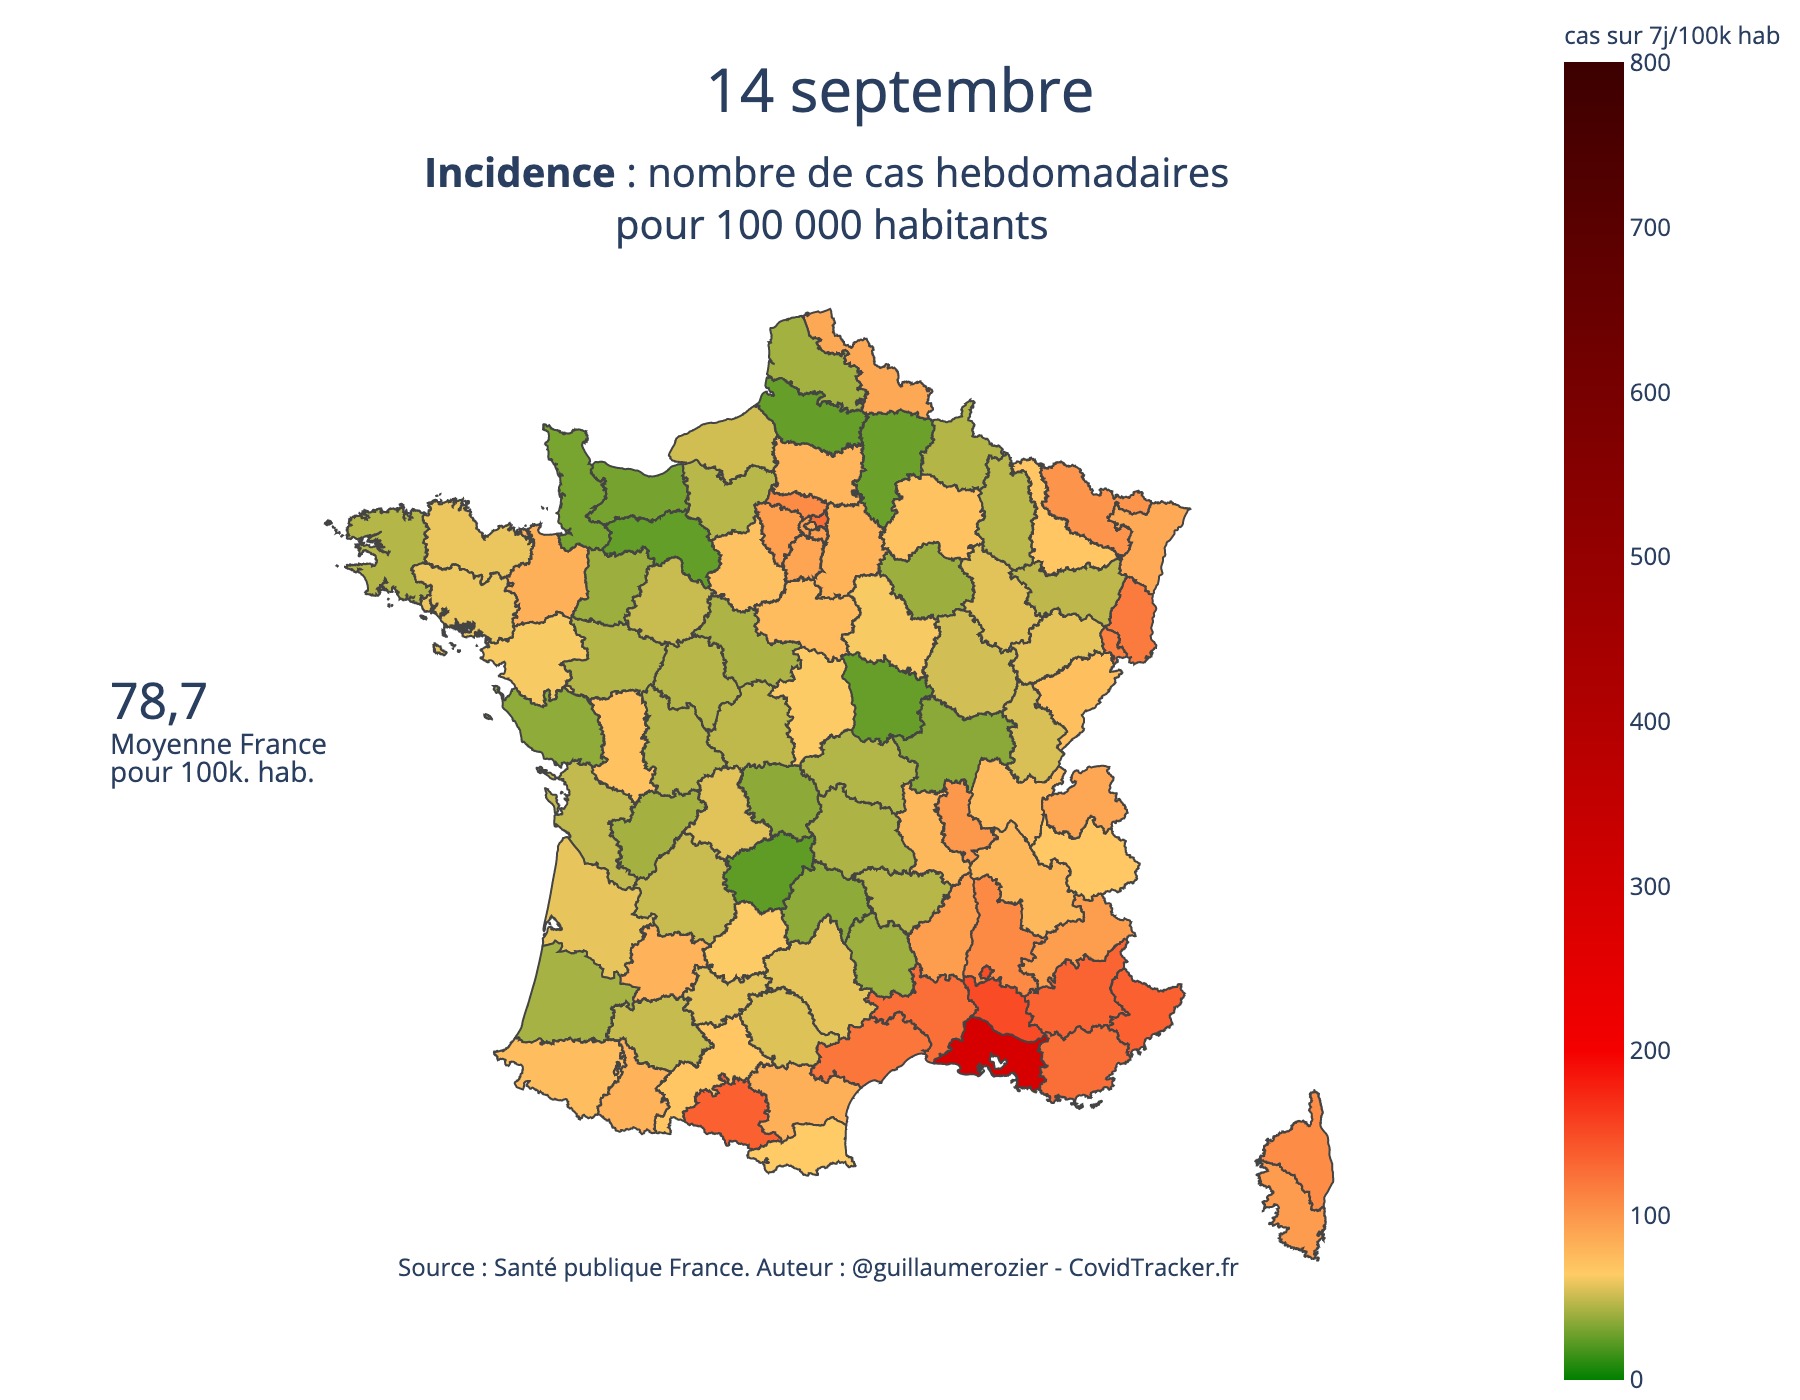 cas sur 7j/100k hab
14 septembre
Incidence : nombre de cas hebdomadaires
pour 100 000 habitants
800
700
600
500
400
300
200
100
0
78,7
Moyenne France
pour 100k. hab.
Source : Santé publique France. Auteur : @guillaumerozier - CovidTracker.fr